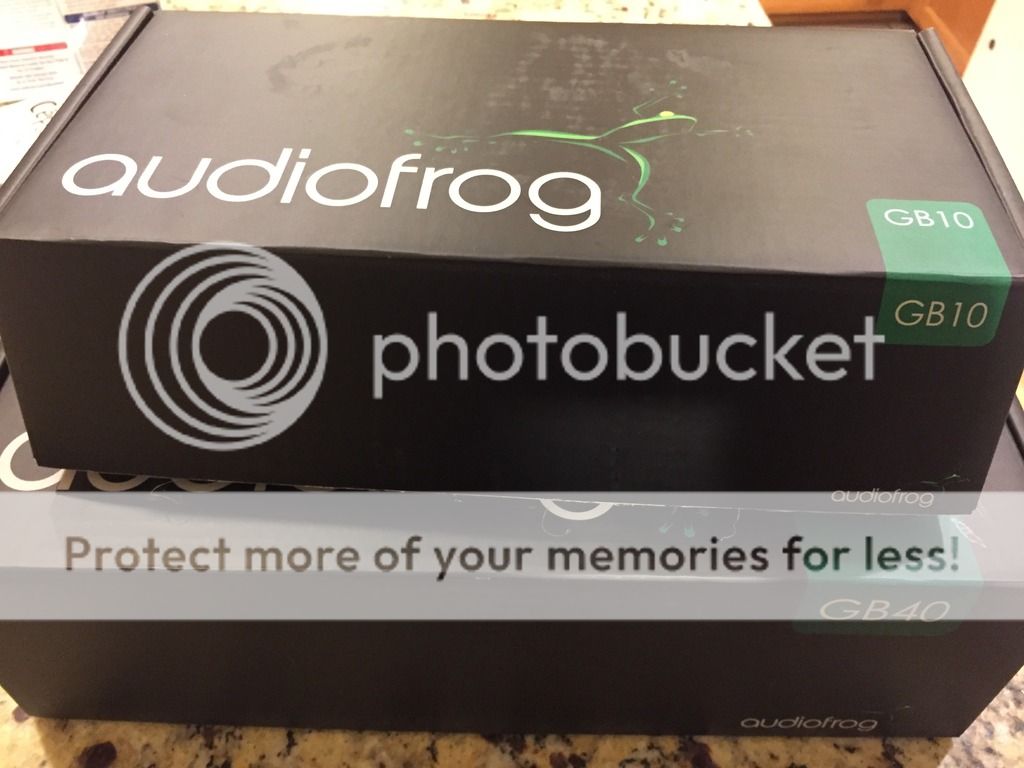 audiofrog
GB10
GB10
photobucket
audiofrog
Protect more of your memories for less!
GB40
audiofrog